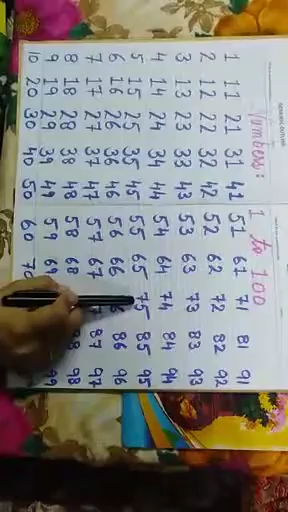 Numbers: 1 to 100
1 11 21 31 41 51 61 71 81 91
2 12 22 32 42 52 62 72 82 92
3 13 23 33 43 53 63 73 83 93
4 14 24 34 44 54 64 74 84 94
5 15 25 35 45 55 65 75 85 95
6 16 26 36 46 56 66 86 96
7 17 27 37 47 57 67 87 97
8 18 28 38 48 58 68 88 98
9 19 29 39 49 59 69 99
10 20 30 40 50 60 70